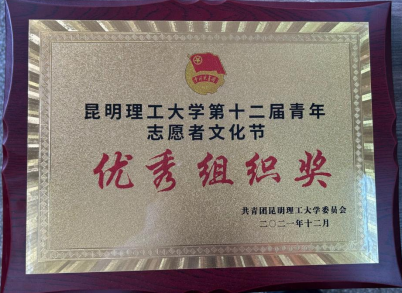 昆明理工大学第十二届青年
志愿者文化节
优秀组织奖
共青团昆明理工大学委员会
二〇二一年十二月